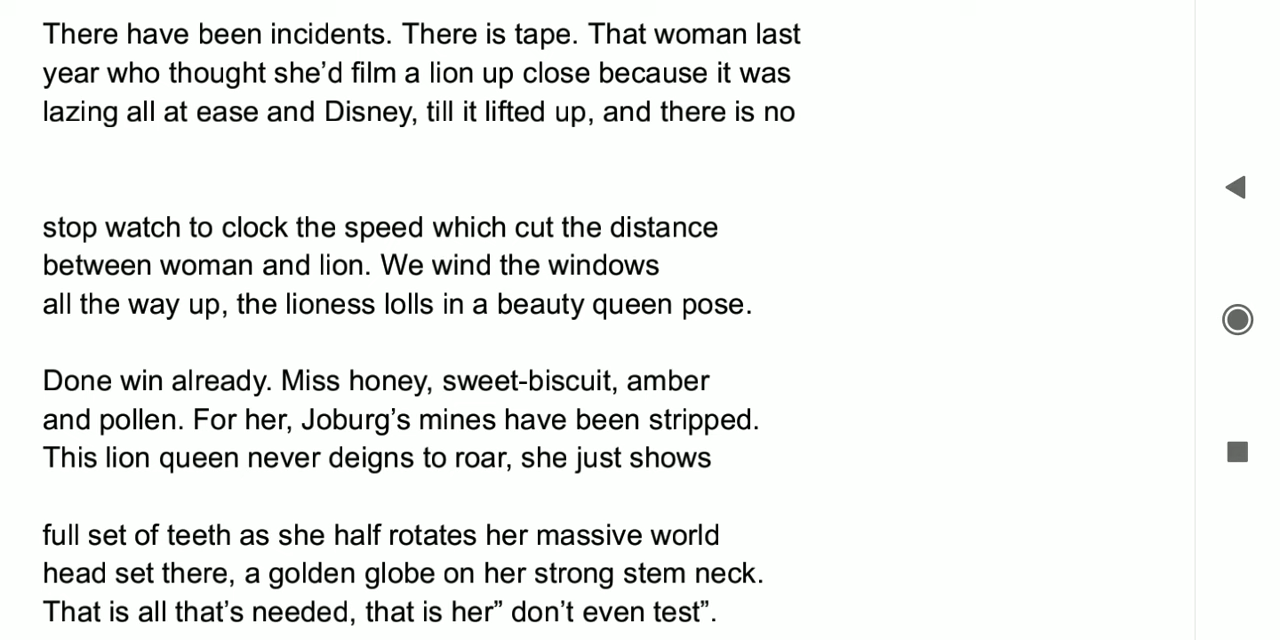 There have been incidents. There is tape. That woman last
year who thought she’d film a lion up close because it was
lazing all at ease and Disney, till it lifted up, and there is no
stop watch to clock the speed which cut the distance
between woman and lion. We wind the windows
all the way up, the lioness lolls in a beauty queen pose.
Done win already. Miss honey, sweet-biscuit, amber
and pollen. For her, Joburg’s mines have been stripped.
This lion queen never deigns to roar, she just shows
full set of teeth as she half rotates her massive world
head set there, a golden globe on her strong stem neck.
That is all that’s needed, that is her” don’t even test”.